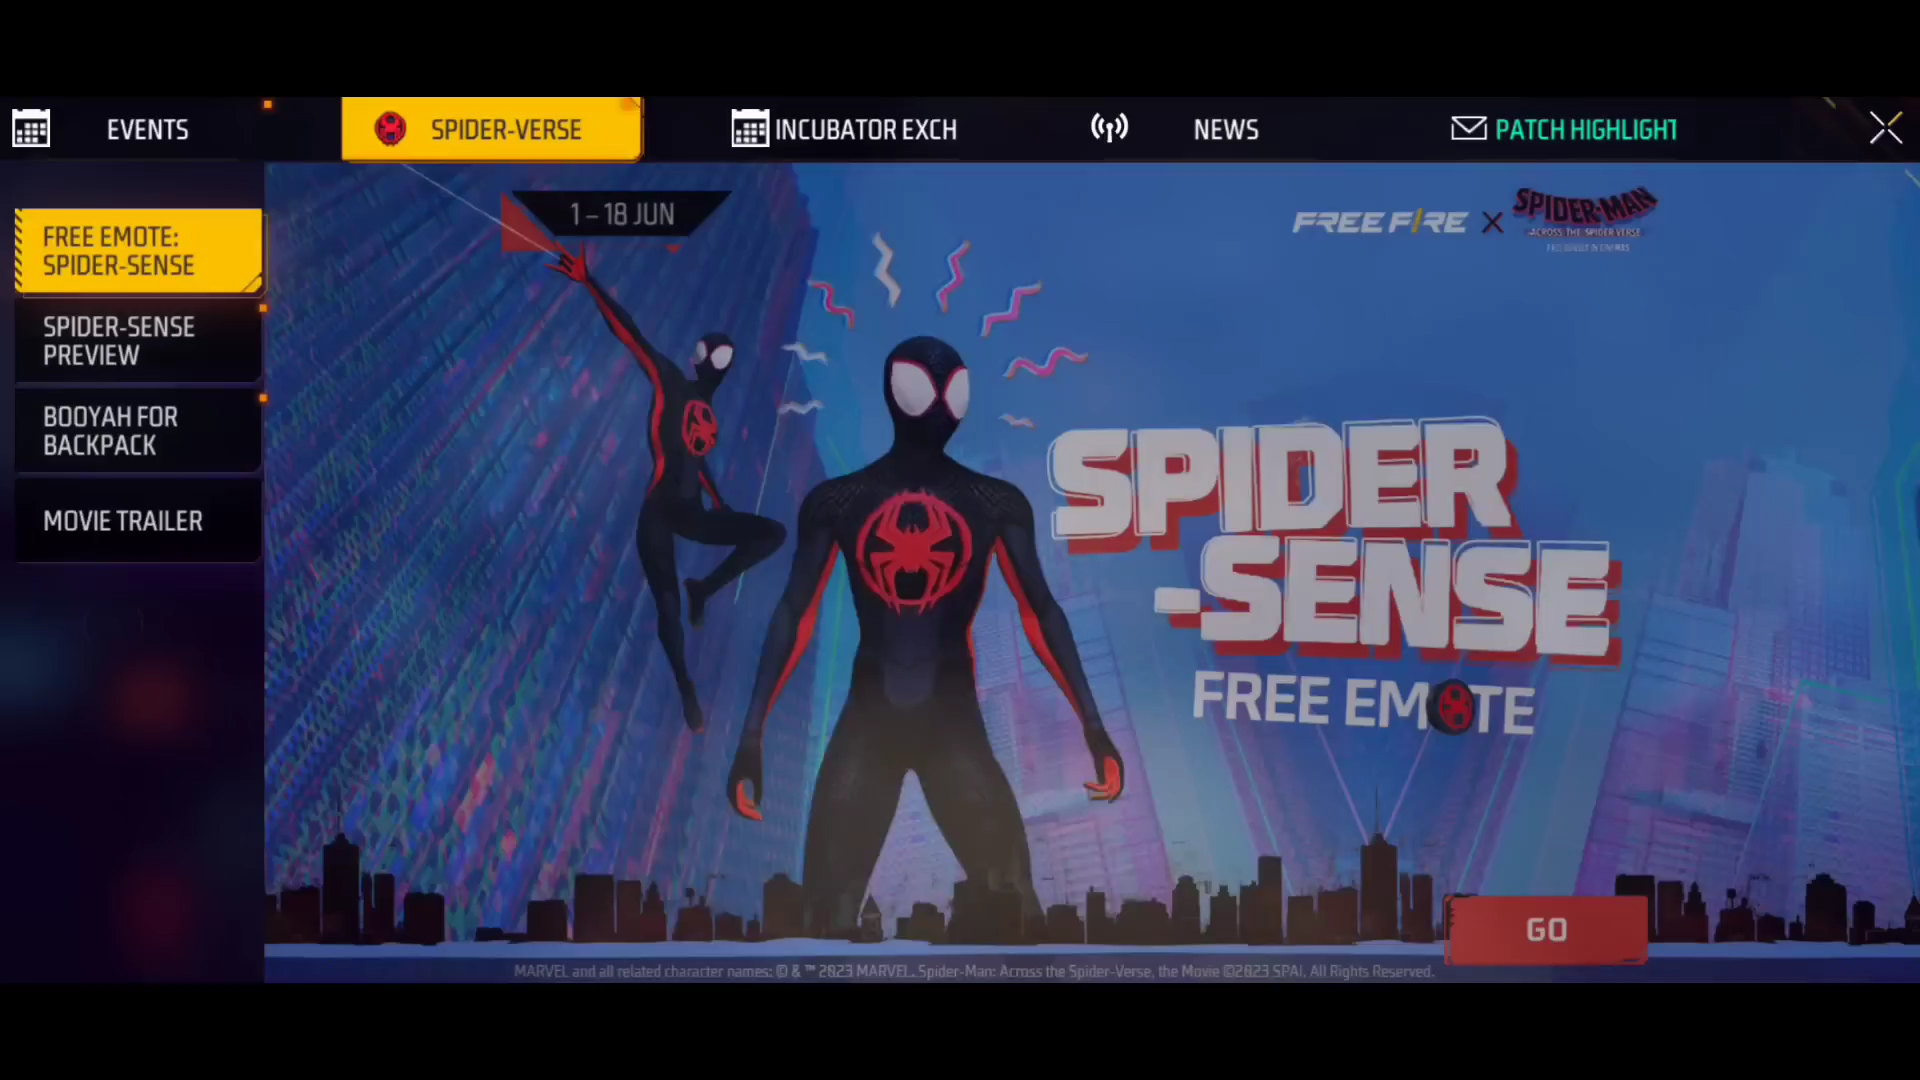 EVENTS
SPIDER-VERSE
INCUBATOR EXCH
NEWS
PATCH HIGHLIGHT
FREE EMOTE:
SPIDER-SENSE
SPIDER-SENSE
PREVIEW
BOOYAH FOR
BACKPACK
MOVIE TRAILER
1 – 18 JUN
FREE FIRE X SPIDER-MAN
ACROSS THE SPIDER-VERSE
SPIDER
-SENSE
FREE EMOTE
GO
MARVEL and all related character names: © & ™ 2023 MARVEL. Spider-Man: Across the Spider-Verse, the Movie ©2023 SPAI, All Rights Reserved.